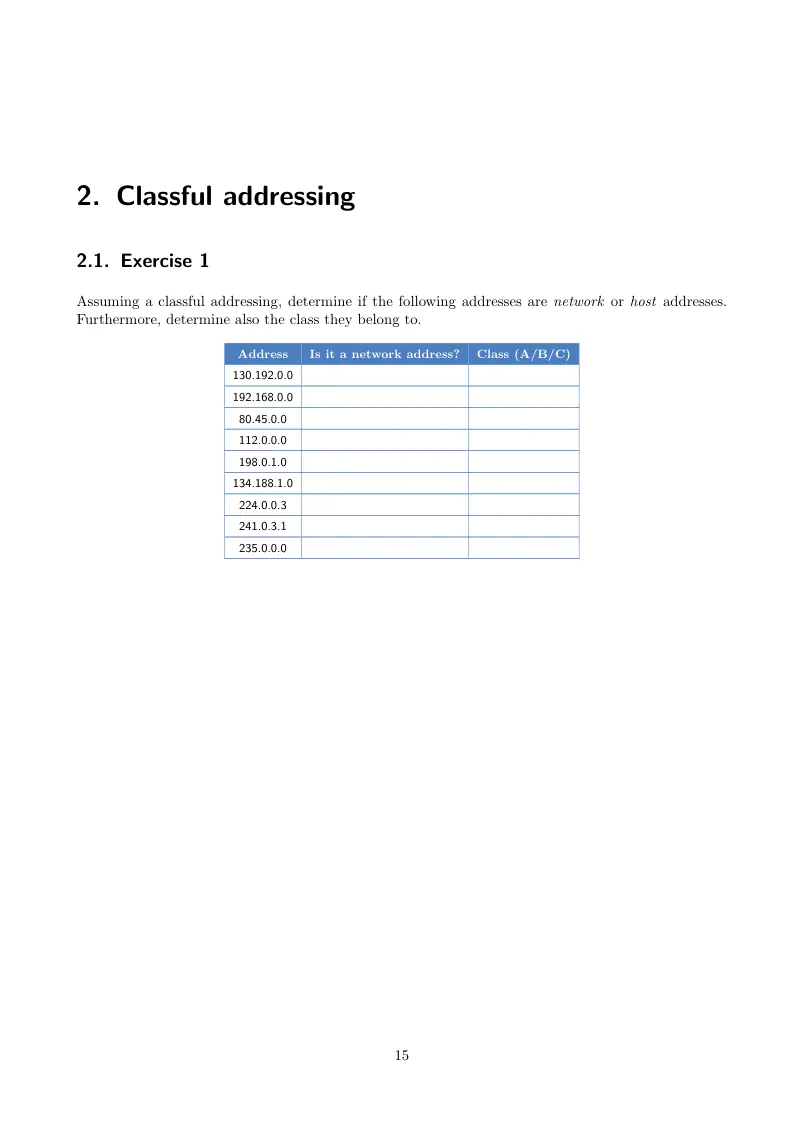 2. Classful addressing
2.1. Exercise 1
Assuming a classful addressing, determine if the following addresses are network or host addresses.
Furthermore, determine also the class they belong to.
Address Is it a network address? Class (A/B/C)
130.192.0.0
192.168.0.0
80.45.0.0
112.0.0.0
198.0.1.0
134.188.1.0
224.0.0.3
241.0.3.1
235.0.0.0
15